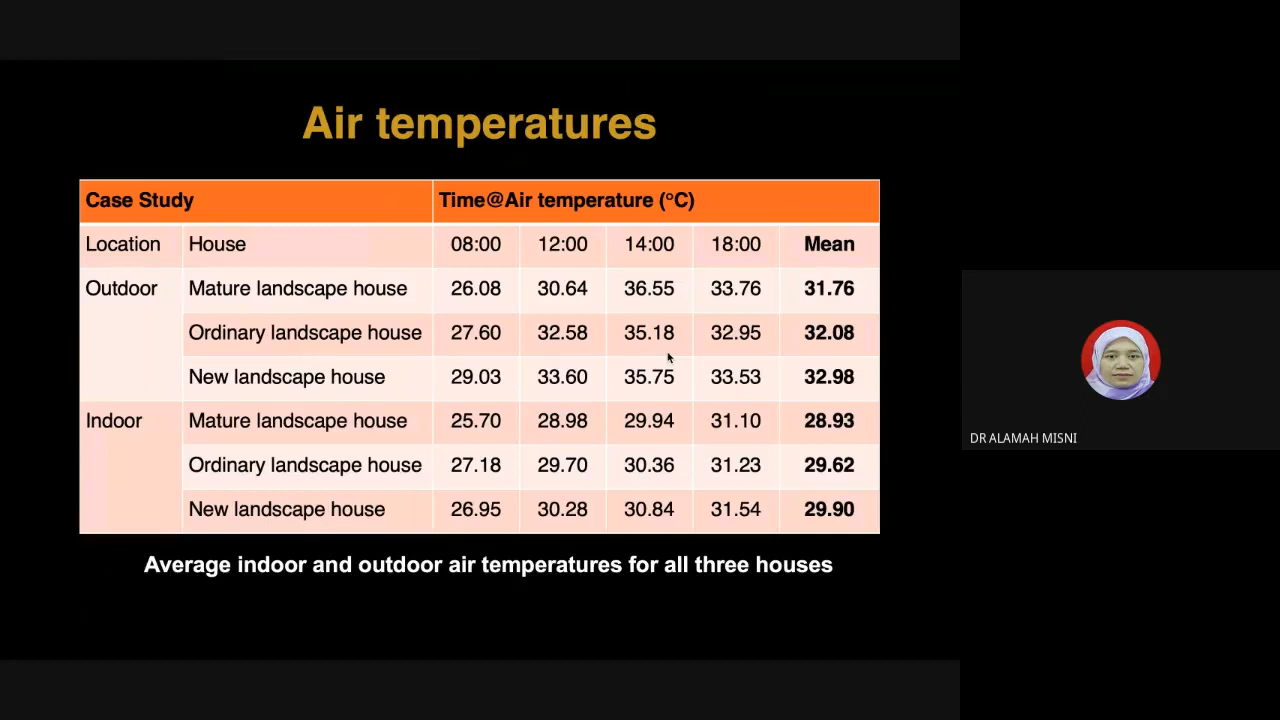 Air temperatures
Case Study Time@Air temperature (°C)
Location House 08:00 12:00 14:00 18:00 Mean
Outdoor Mature landscape house 26.08 30.64 36.55 33.76 31.76
Ordinary landscape house 27.60 32.58 35.18 32.95 32.08
New landscape house 29.03 33.60 35.75 33.53 32.98
Indoor Mature landscape house 25.70 28.98 29.94 31.10 28.93
Ordinary landscape house 27.18 29.70 30.36 31.23 29.62
New landscape house 26.95 30.28 30.84 31.54 29.90
Average indoor and outdoor air temperatures for all three houses
DR ALAMAH MISNI